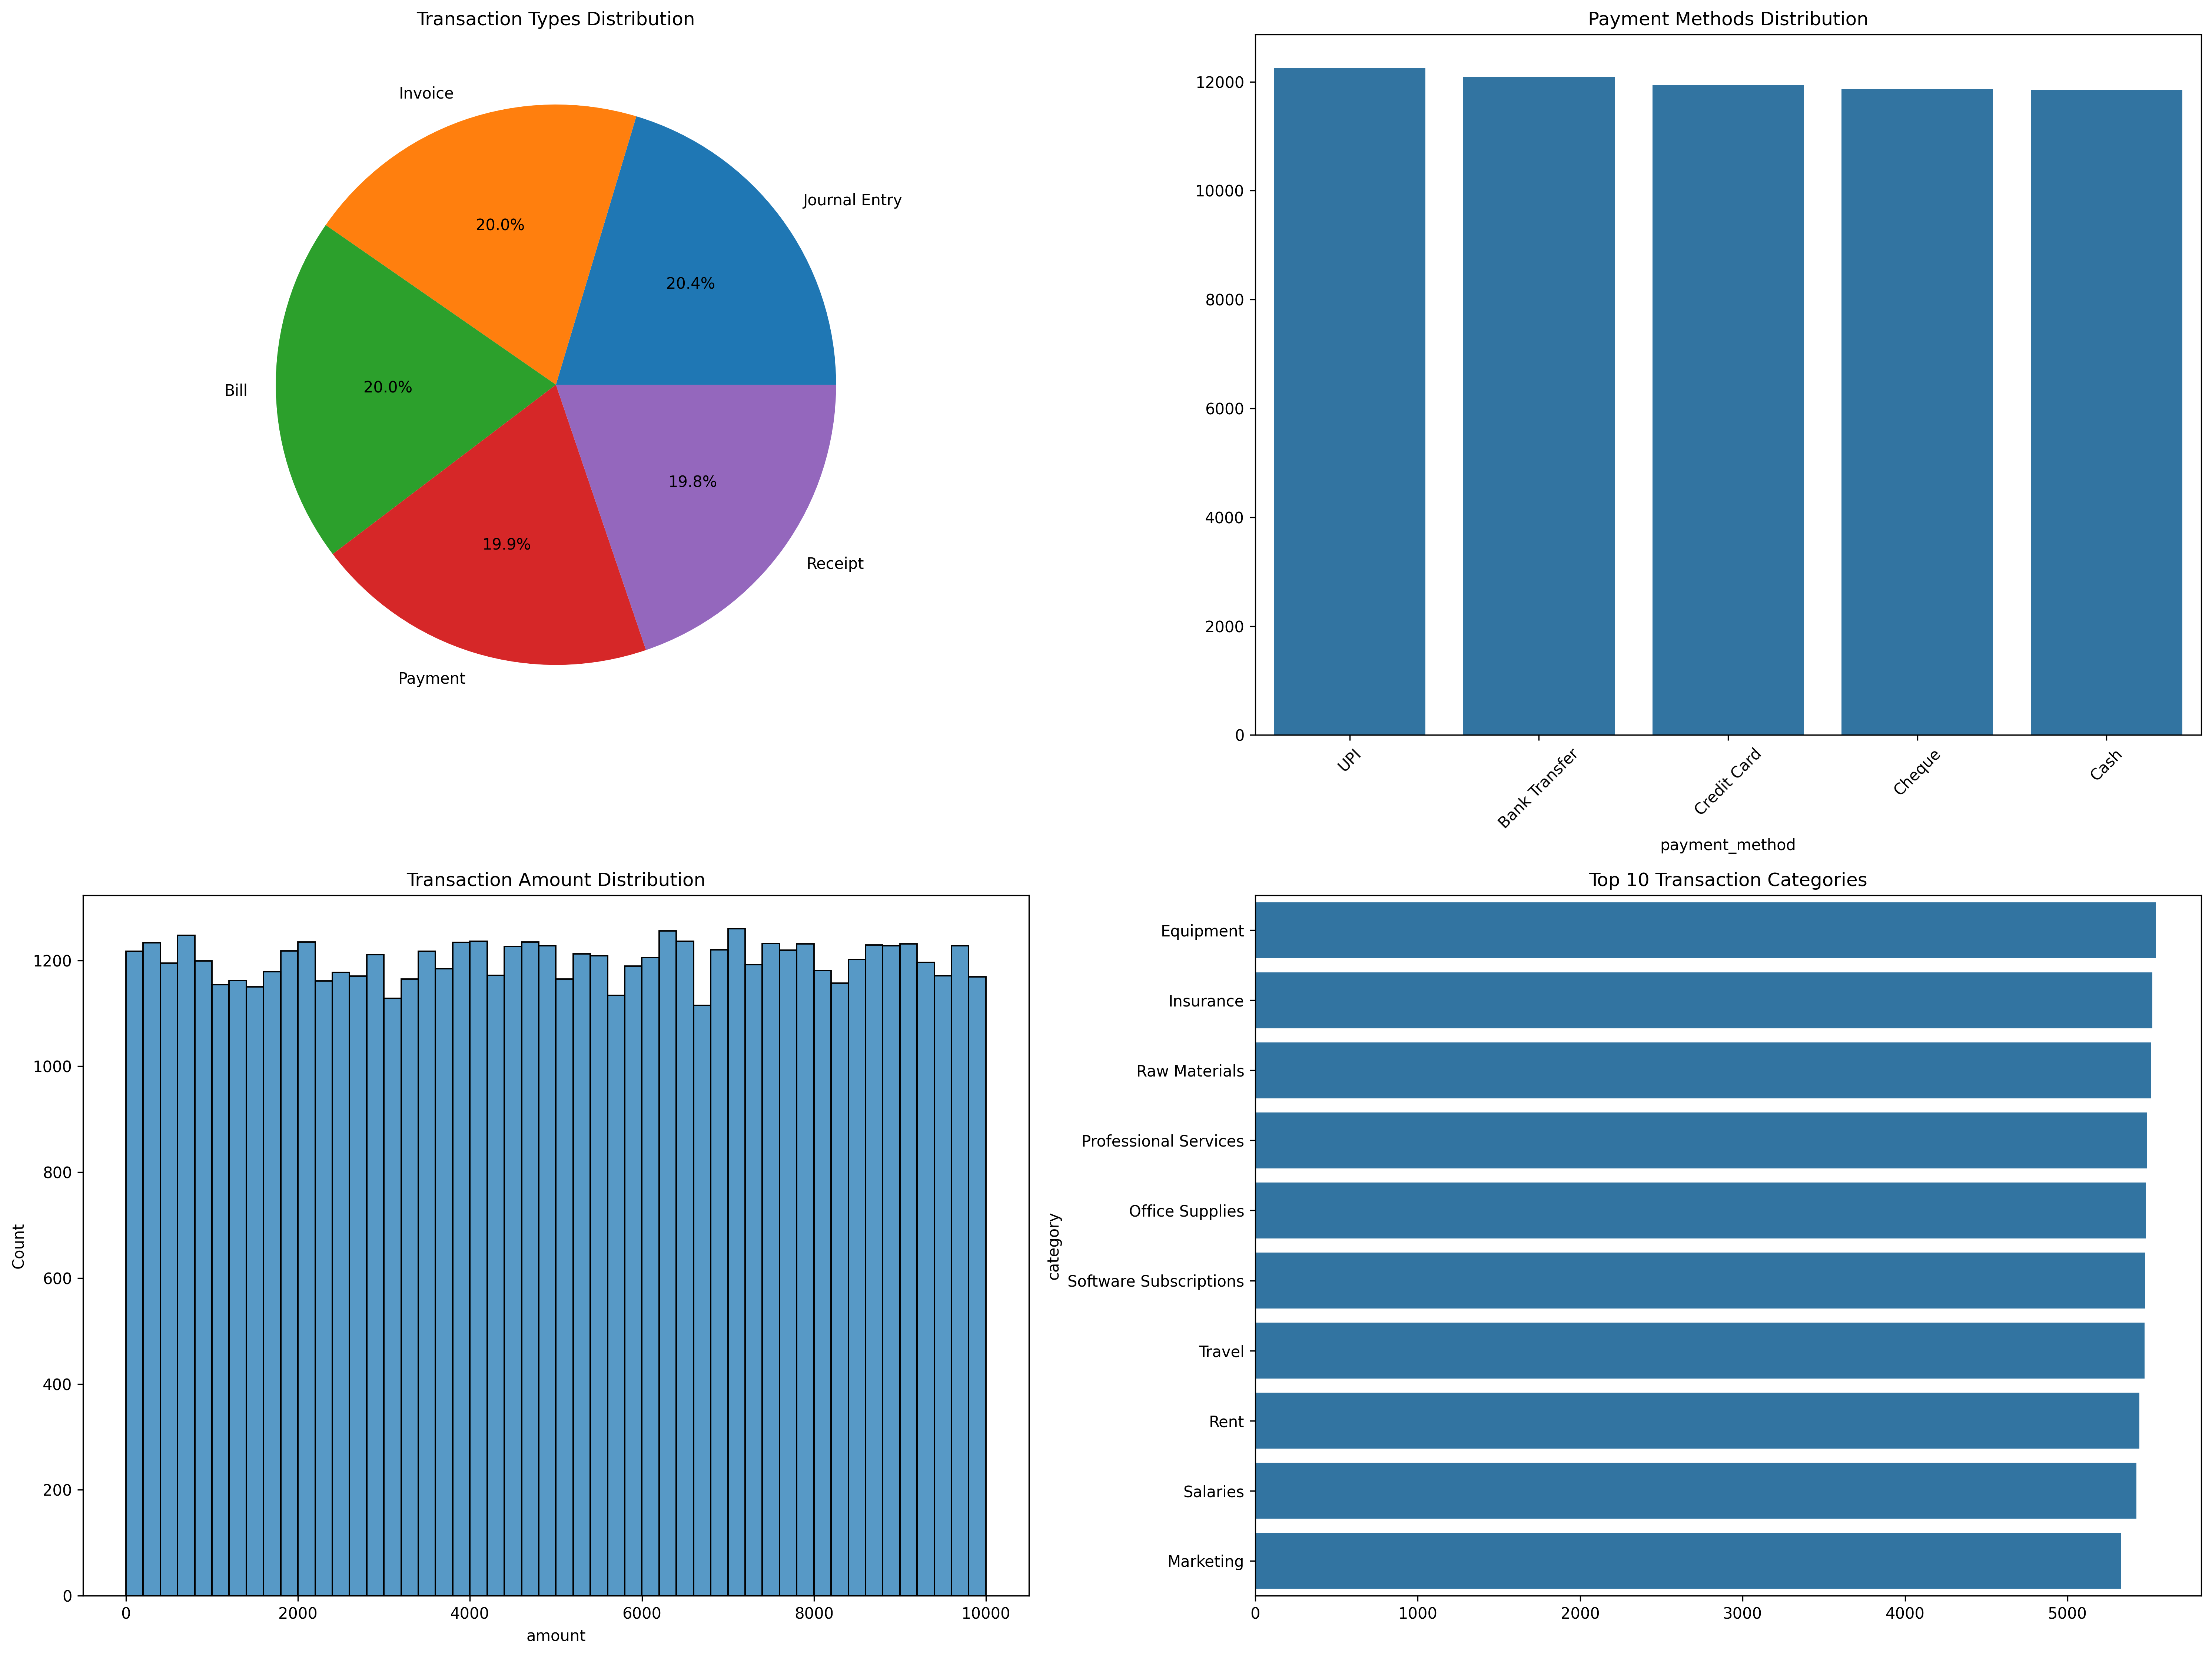 Transaction Types Distribution
Invoice
Journal Entry
20.0%
20.4%
Bill
20.0%
19.9%
19.8%
Receipt
Payment
Payment Methods Distribution
12000
10000
8000
6000
4000
2000
0
UPI
Bank Transfer
Credit Card
Cheque
Cash
payment_method
Transaction Amount Distribution
Count
1200
1000
800
600
400
200
0
0 2000 4000 6000 8000 10000
amount
Top 10 Transaction Categories
category
Equipment
Insurance
Raw Materials
Professional Services
Office Supplies
Software Subscriptions
Travel
Rent
Salaries
Marketing
0 1000 2000 3000 4000 5000